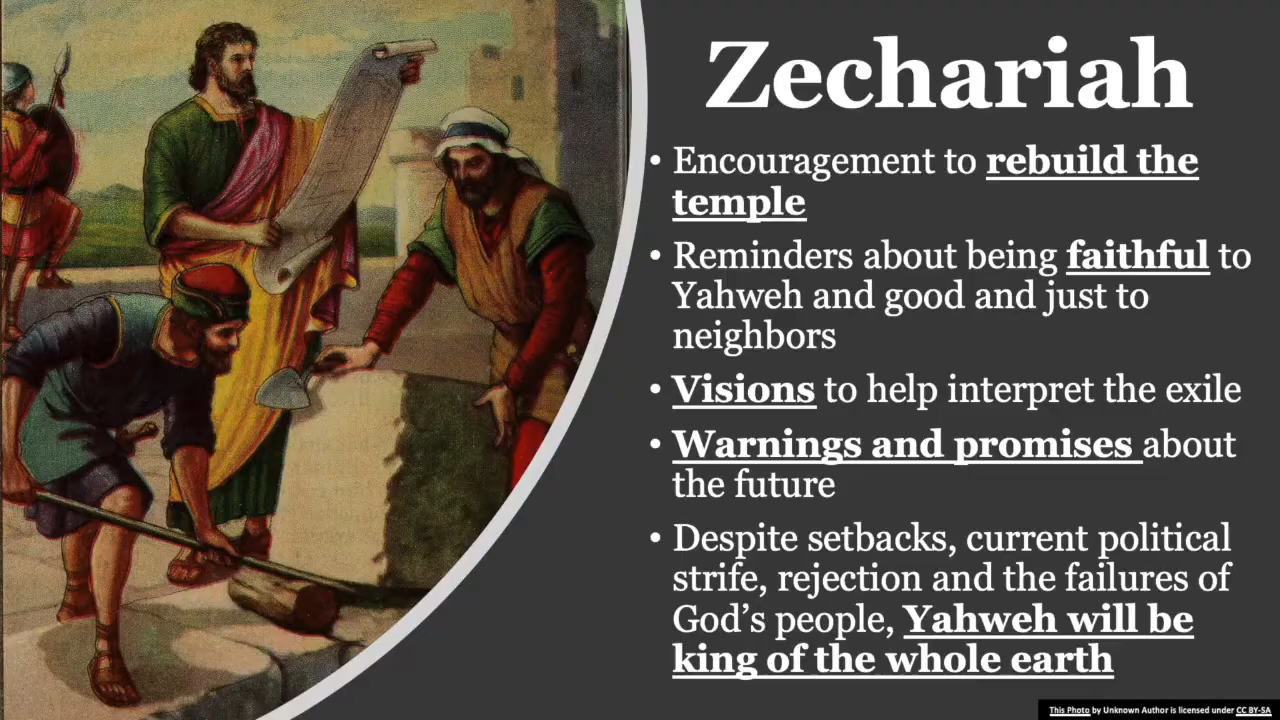 Zechariah
• Encouragement to rebuild the
temple
• Reminders about being faithful to
Yahweh and good and just to
neighbors
• Visions to help interpret the exile
• Warnings and promises about
the future
• Despite setbacks, current political
strife, rejection and the failures of
God’s people, Yahweh will be
king of the whole earth
This Photo by Unknown Author is licensed under CC BY-SA